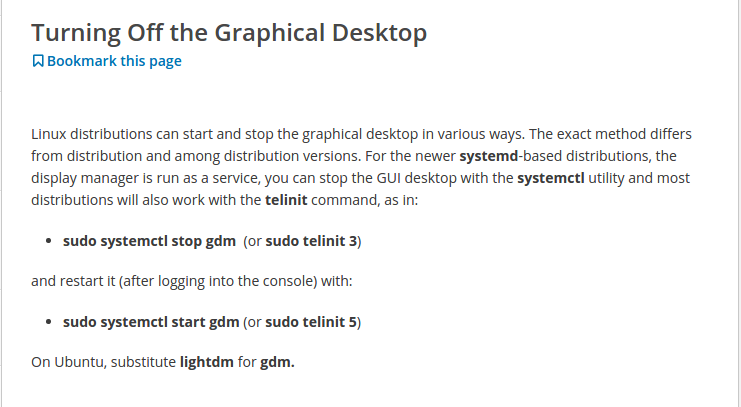 Turning Off the Graphical Desktop
Bookmark this page
Linux distributions can start and stop the graphical desktop in various ways. The exact method differs
from distribution and among distribution versions. For the newer systemd-based distributions, the
display manager is run as a service, you can stop the GUI desktop with the systemctl utility and most
distributions will also work with the telinit command, as in:
• sudo systemctl stop gdm (or sudo telinit 3)
and restart it (after logging into the console) with:
• sudo systemctl start gdm (or sudo telinit 5)
On Ubuntu, substitute lightdm for gdm.